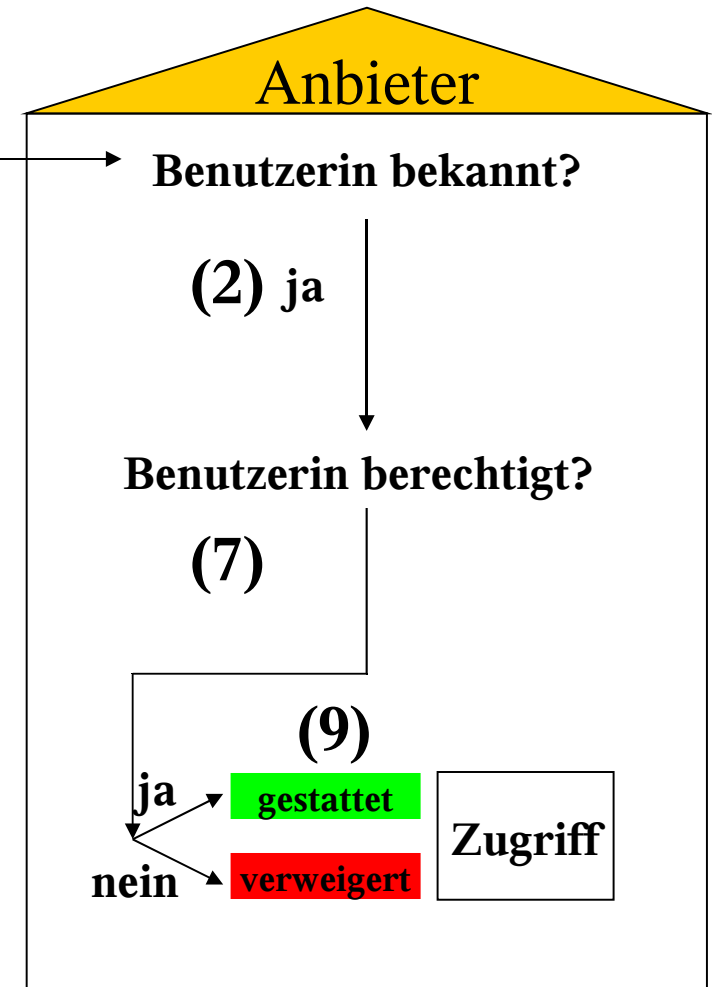 Anbieter
Benutzerin bekannt?
(2) ja
Benutzerin berechtigt?
(7)
(9)
ja
gestattet
Zugriff
nein
verweigert